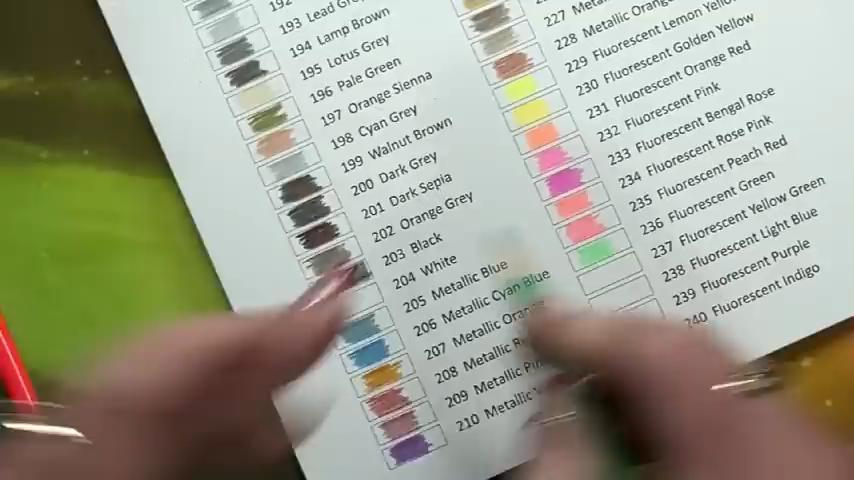 192
193 Lead Grey
194 Lamp Brown
195 Lotus Grey
196 Pale Green
197 Orange Sienna
198 Cyan Grey
199 Walnut Brown
200 Dark Grey
201 Dark Sepia
202 Orange Grey
203 Black
204 White
205 Metallic Blue
206 Metallic Cyan Blue
207 Metallic Orange
208 Metallic
209 Metallic
210 Metallic
227 Metallic
228 Metallic Orange
229 Fluorescent Lemon Yellow
230 Fluorescent Golden Yellow
231 Fluorescent Orange Red
232 Fluorescent Pink
233 Fluorescent Bengal Rose
234 Fluorescent Rose Pink
235 Fluorescent Peach Red
236 Fluorescent Green
237 Fluorescent Yellow Green
238 Fluorescent Light Blue
239 Fluorescent Purple
240 Fluorescent Indigo